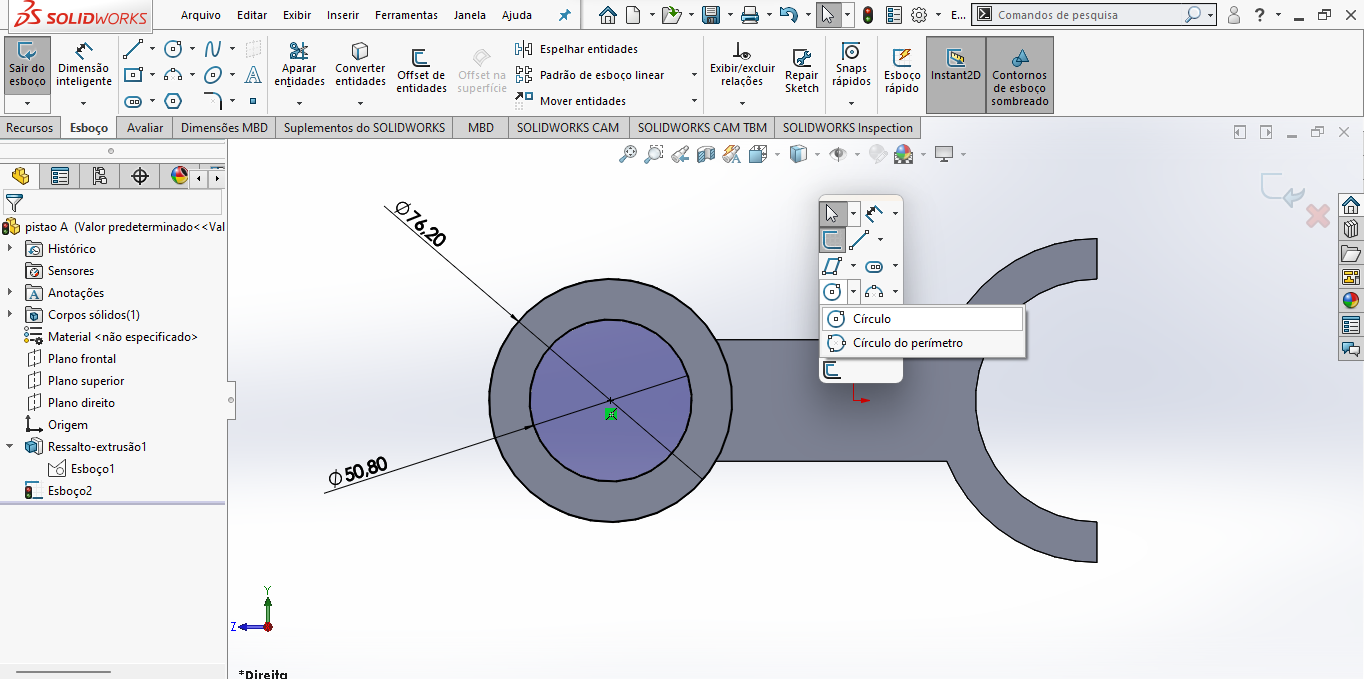 SOLIDWORKS
Arquivo Editar Exibir Inserir Ferramentas Janela Ajuda
E...
Comandos de pesquisa
?
Sair do esboço
Dimensão inteligente
Aparar entidades
Converter entidades
Offset de entidades
Offset na superfície
Espelhar entidades
Padrão de esboço linear
Mover entidades
Exibir/excluir relações
Repair Sketch
Snaps rápidos
Esboço rápido
Instant2D
Contornos de esboço sombreado
Recursos Esboço Avaliar Dimensões MBD Suplementos do SOLIDWORKS MBD SOLIDWORKS CAM SOLIDWORKS CAM TBM SOLIDWORKS Inspection
pistao A (Valor predeterminado<<Val
Histórico
Sensores
Anotações
Corpos sólidos(1)
Material <não especificado>
Plano frontal
Plano superior
Plano direito
Origem
Ressalto-extrusão1
Esboço1
Esboço2
Ø76,20
Ø50,80
Círculo
Círculo do perímetro
Y
Z
*Direita